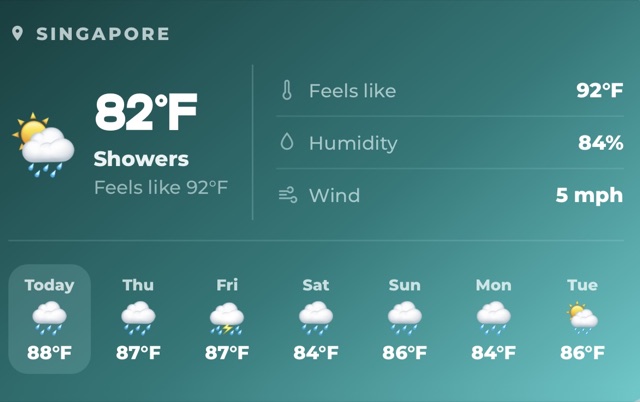 SINGAPORE
82°F
Showers
Feels like 92°F
Feels like 92°F
Humidity 84%
Wind 5 mph
Today Thu Fri Sat Sun Mon Tue
88°F 87°F 87°F 84°F 86°F 84°F 86°F